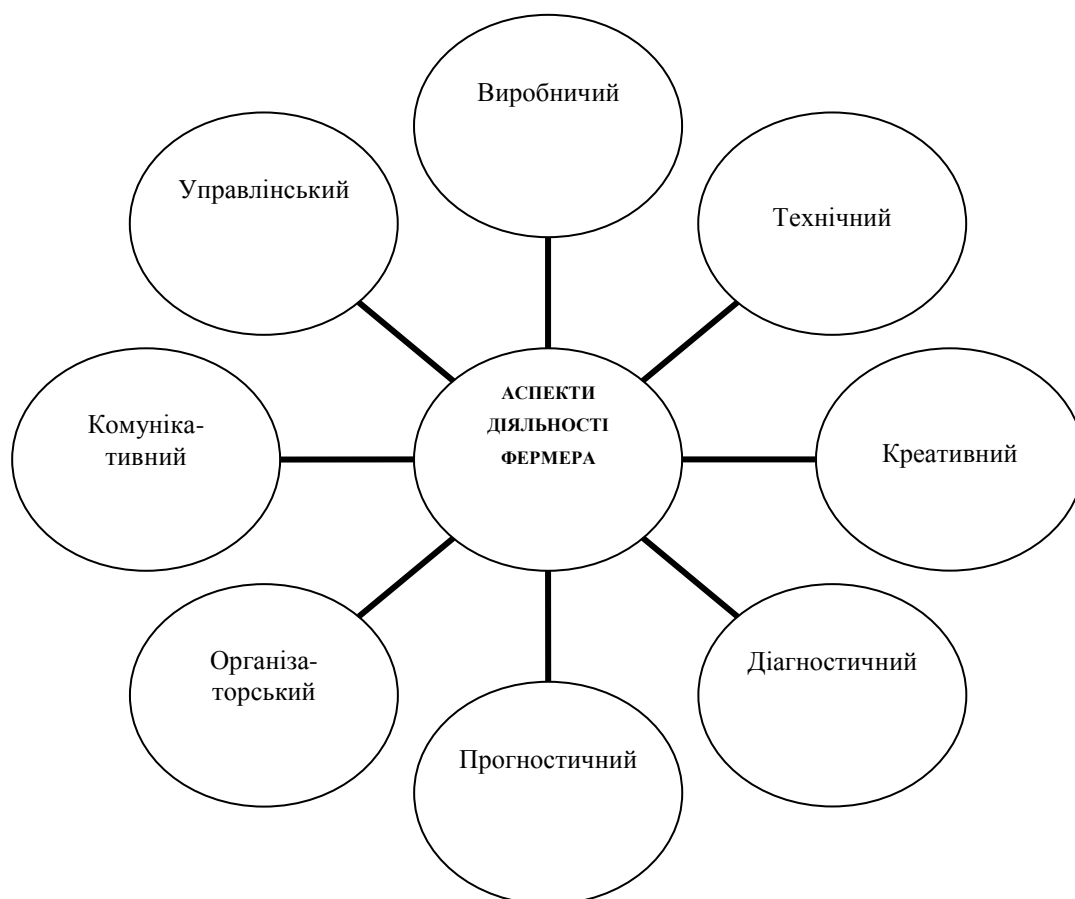 Виробничий
Управлінський
Технічний
АСПЕКТИ
ДІЯЛЬНОСТІ
ФЕРМЕРА
Комуніка-
тивний
Креативний
Організа-
торський
Діагностичний
Прогностичний